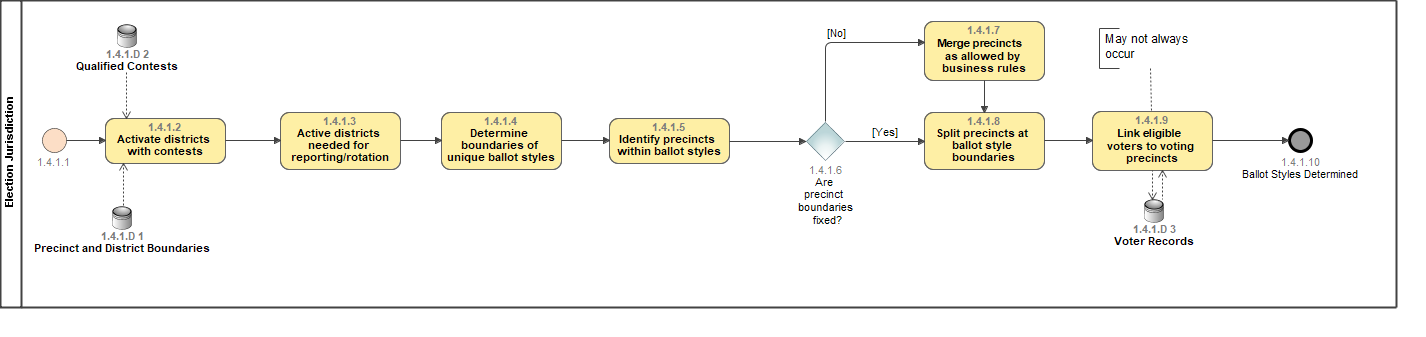 Election Jurisdiction
1.4.1.D 2
Qualified Contests
1.4.1.1
1.4.1.2
Activate districts
with contests
1.4.1.D 1
Precinct and District Boundaries
1.4.1.3
Active districts
needed for
reporting/rotation
1.4.1.4
Determine
boundaries of
unique ballot styles
1.4.1.5
Identify precincts
within ballot styles
1.4.1.6
Are
precinct
boundaries
fixed?
[No]
[Yes]
1.4.1.7
Merge precincts
as allowed by
business rules
1.4.1.8
Split precincts at
ballot style
boundaries
May not always
occur
1.4.1.9
Link eligible
voters to voting
precincts
1.4.1.D 3
Voter Records
1.4.1.10
Ballot Styles Determined